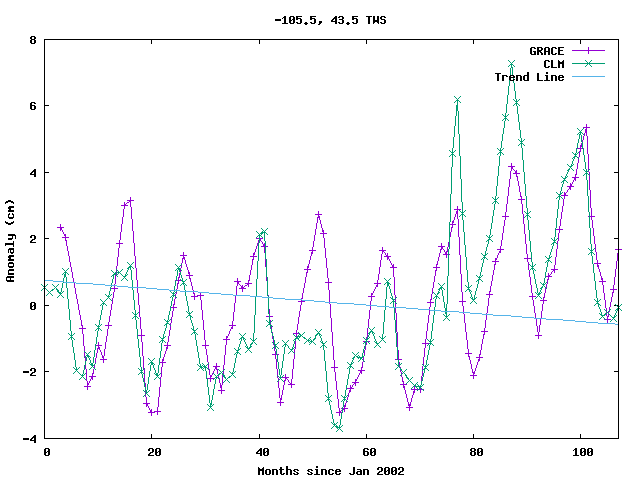 -105.5, 43.5 TWS
GRACE
CLM
Trend Line
8
6
4
2
0
-2
-4
Anomaly (cm)
0 20 40 60 80 100
Months since Jan 2002